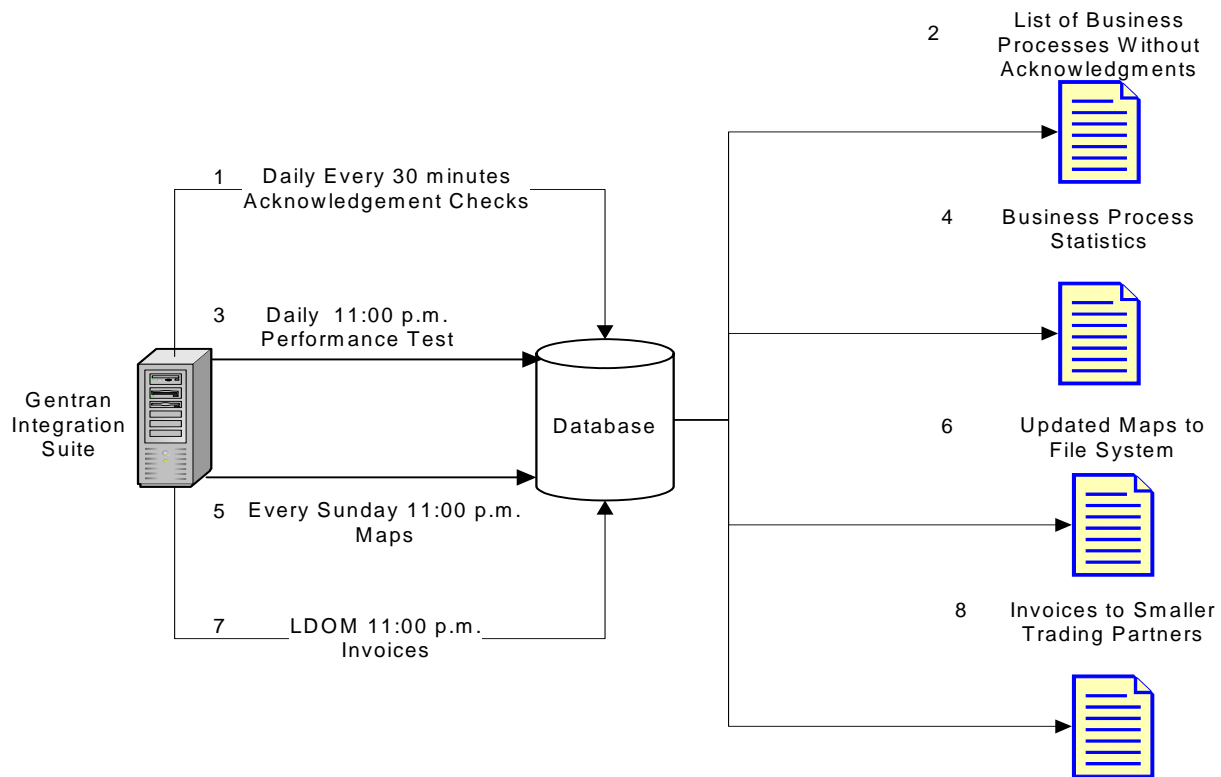 2 List of Business
Processes Without
Acknowledgments
1 Daily Every 30 minutes
Acknowledgement Checks
4 Business Process
Statistics
3 Daily 11:00 p.m.
Performance Test
Gentran
Integration
Suite
Database
6 Updated Maps to
File System
5 Every Sunday 11:00 p.m.
Maps
8 Invoices to Smaller
Trading Partners
7 LDOM 11:00 p.m.
Invoices